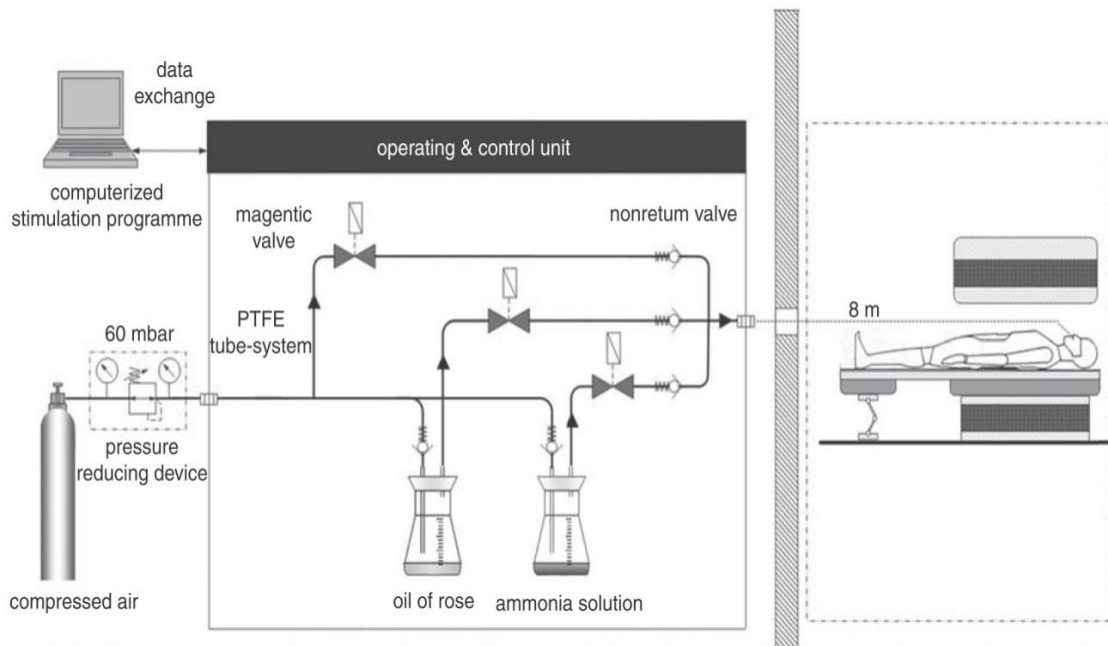 data
exchange
operating & control unit
computerized
stimulation programme
magentic
valve
nonretum valve
PTFE
tube-system
60 mbar
8 m
pressure
reducing device
compressed air
oil of rose
ammonia solution